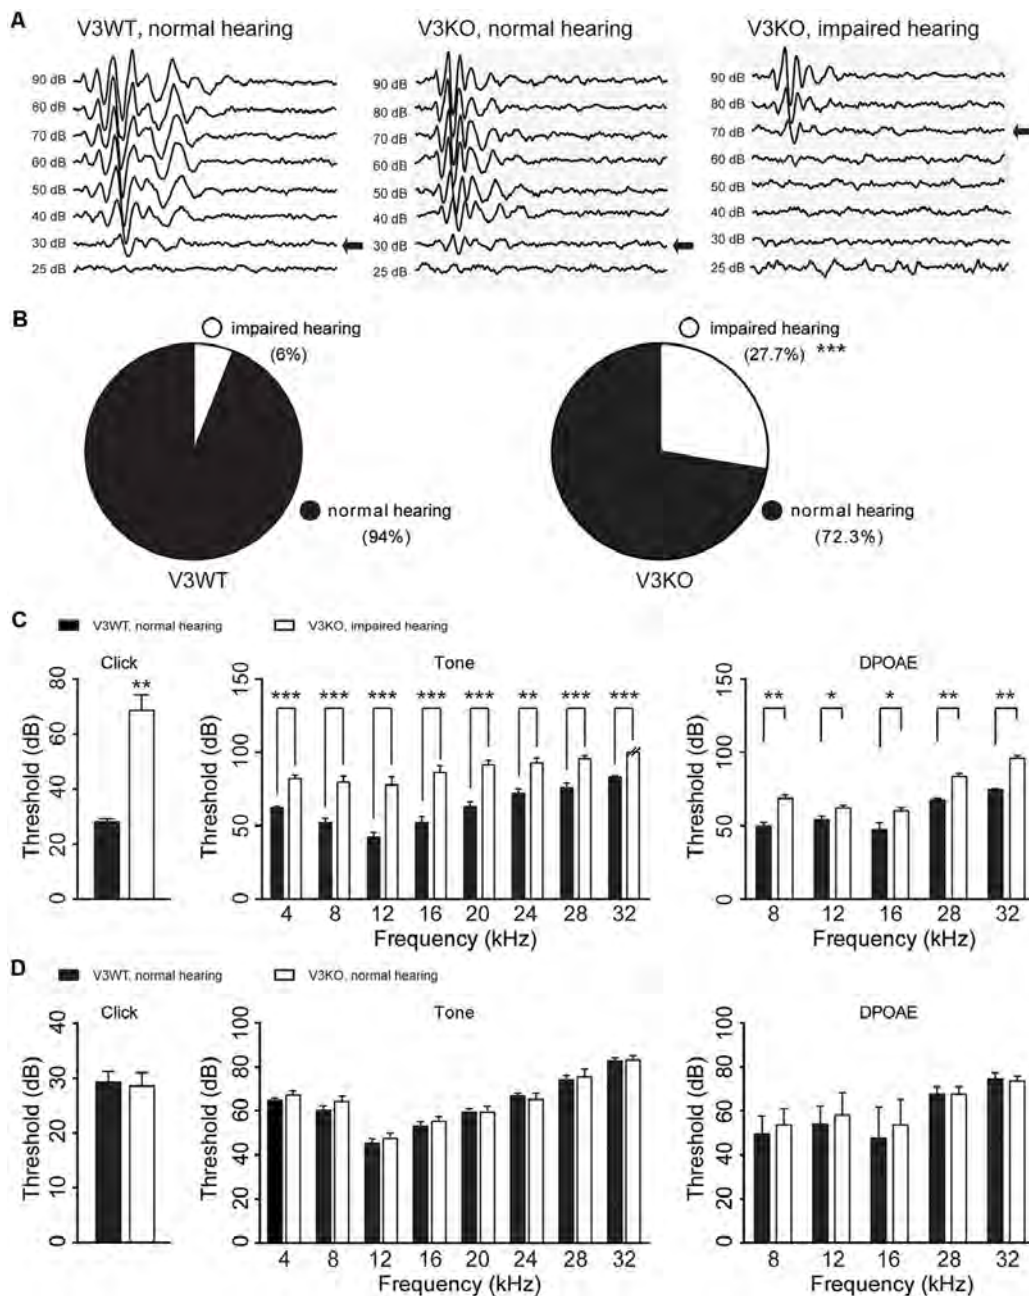 A
V3WT, normal hearing
V3KO, normal hearing
V3KO, impaired hearing
90 dB
80 dB
70 dB
60 dB
50 dB
40 dB
30 dB
25 dB
90 dB
80 dB
70 dB
60 dB
50 dB
40 dB
30 dB
25 dB
90 dB
80 dB
70 dB
60 dB
50 dB
40 dB
30 dB
25 dB
B
impaired hearing
(6%)
normal hearing
(94%)
V3WT
impaired hearing
(27.7%) ***
normal hearing
(72.3%)
V3KO
C
V3WT, normal hearing
V3KO, impaired hearing
Click
Threshold (dB)
80
60
40
20
0
**
Tone
Threshold (dB)
150
100
50
0
*** *** *** *** *** ** *** ***
4 8 12 16 20 24 28 32
Frequency (kHz)
DPOAE
Threshold (dB)
150
100
50
0
** * * ** **
8 12 16 28 32
Frequency (kHz)
D
V3WT, normal hearing
V3KO, normal hearing
Click
Threshold (dB)
40
30
20
10
0
Tone
Threshold (dB)
100
80
60
40
20
0
4 8 12 16 20 24 28 32
Frequency (kHz)
DPOAE
Threshold (dB)
100
80
60
40
20
0
8 12 16 28 32
Frequency (kHz)